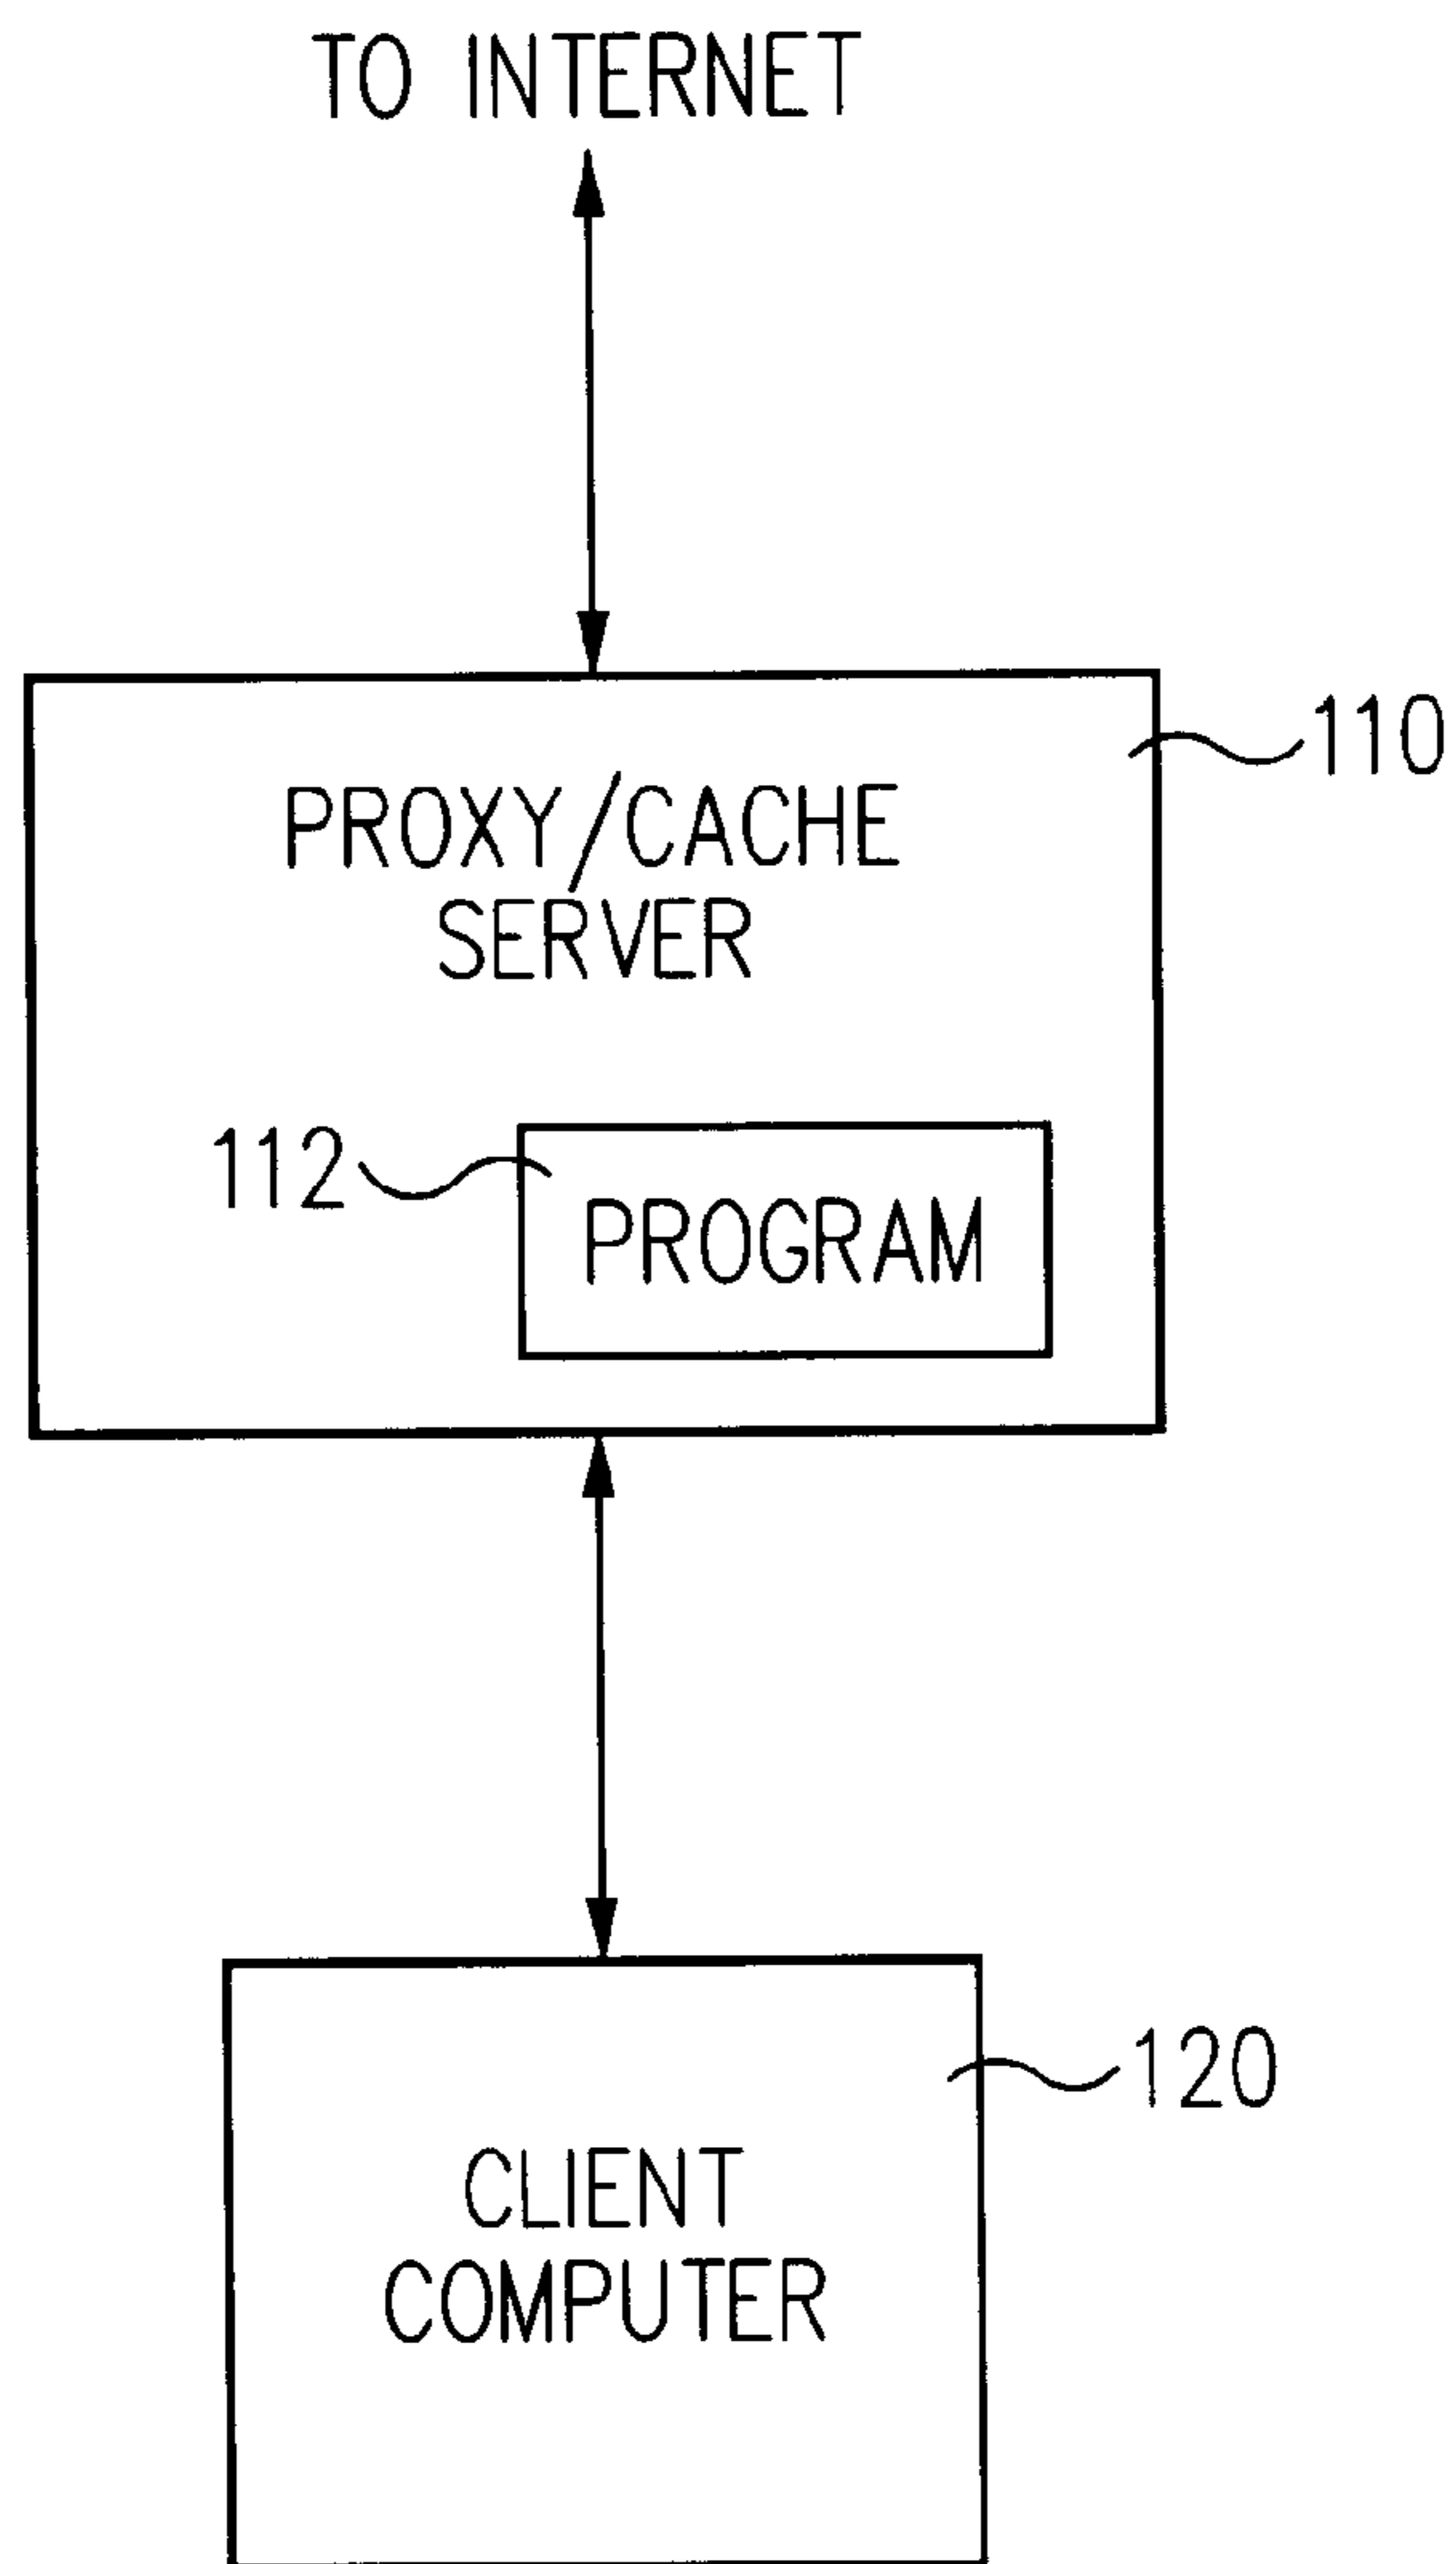 TO INTERNET
110
PROXY/CACHE
SERVER
112
PROGRAM
120
CLIENT
COMPUTER